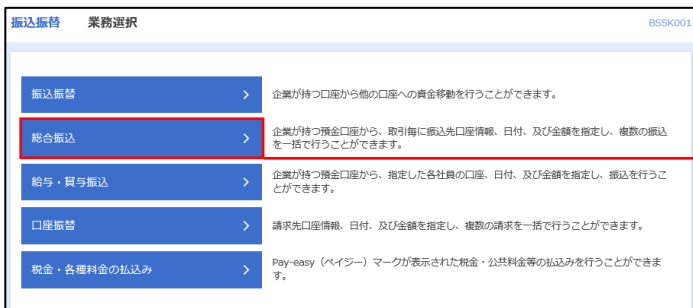 振込振替 業務選択 BSSK001
振込振替
企業が持つ口座から他の口座への資金移動を行うことができます。
総合振込
企業が持つ預金口座から、取引毎に振込先口座情報、日付、及び金額を指定し、複数の振込
を一括で行うことができます。
給与・賞与振込
企業が持つ預金口座から、指定した各社員の口座、日付、及び金額を指定し、振込を行うこ
とができます。
口座振替
請求先口座情報、日付、及び金額を指定し、複数の請求を一括で行うことができます。
税金・各種料金の払込み
Pay-easy（ペイジー）マークが表示された税金・公共料金等の払込みを行うことができま
す。